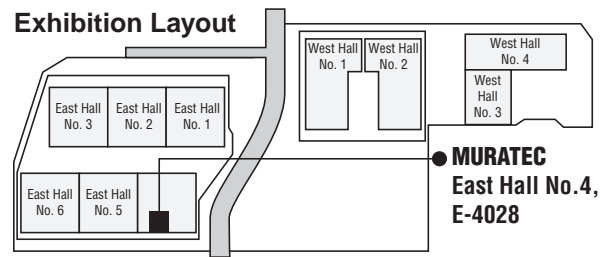 Exhibition Layout
West Hall
No. 1
West Hall
No. 2
West Hall
No. 4
West
Hall
No. 3
East Hall
No. 3
East Hall
No. 2
East Hall
No. 1
MURATEC
East Hall No.4,
E-4028
East Hall
No. 6
East Hall
No. 5